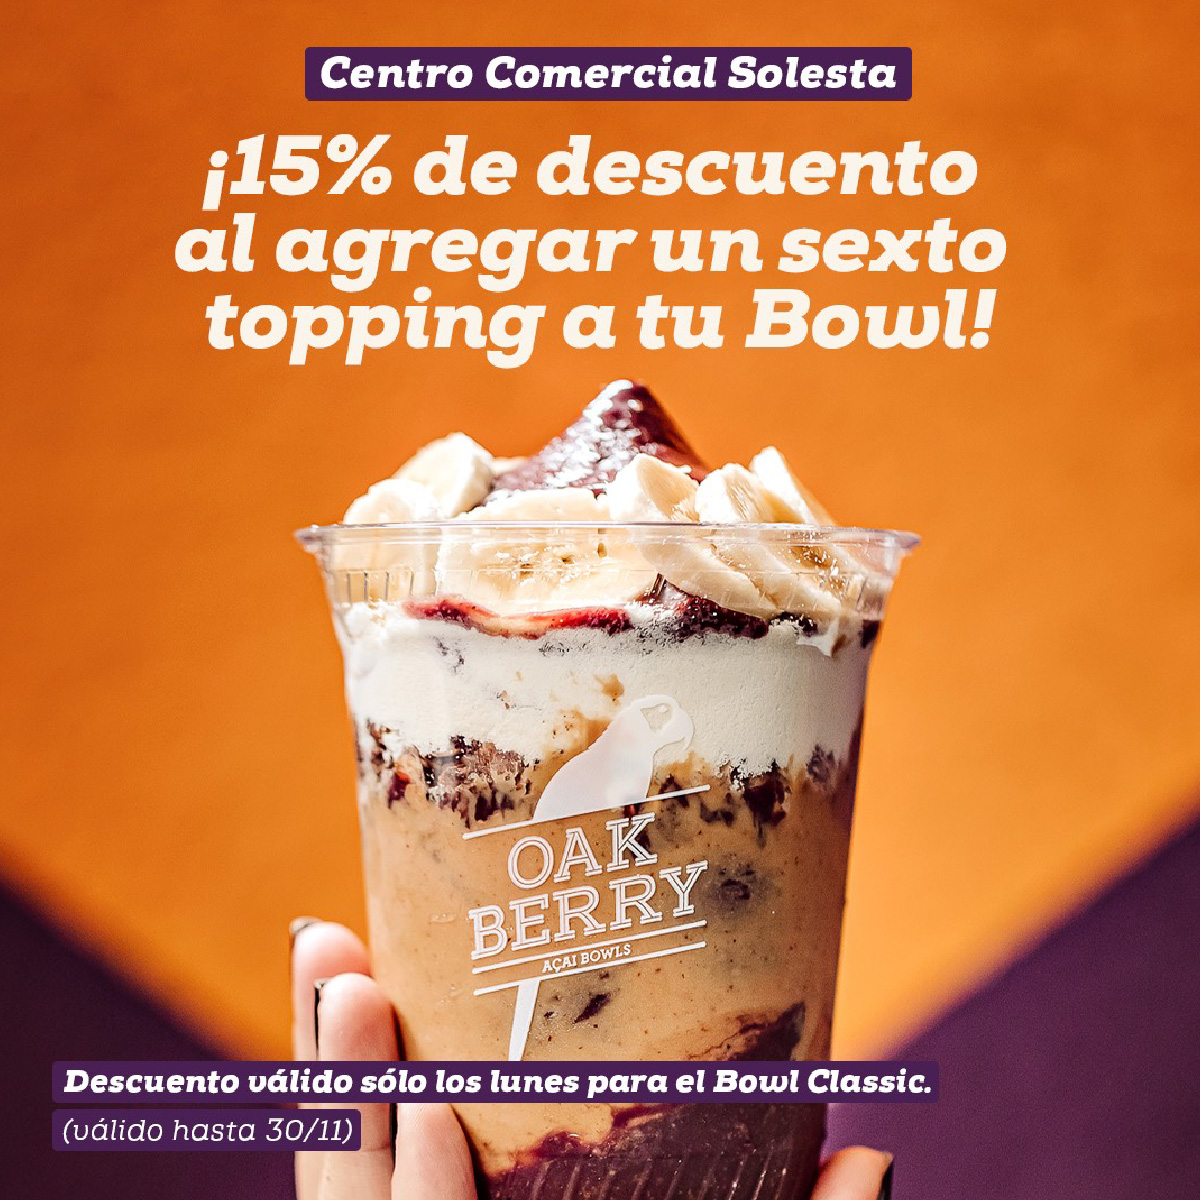 Centro Comercial Solesta
¡15% de descuento
al agregar un sexto
topping a tu Bowl!
OAK
BERRY
AÇAI BOWLS
Descuento válido sólo los lunes para el Bowl Classic.
(válido hasta 30/11)